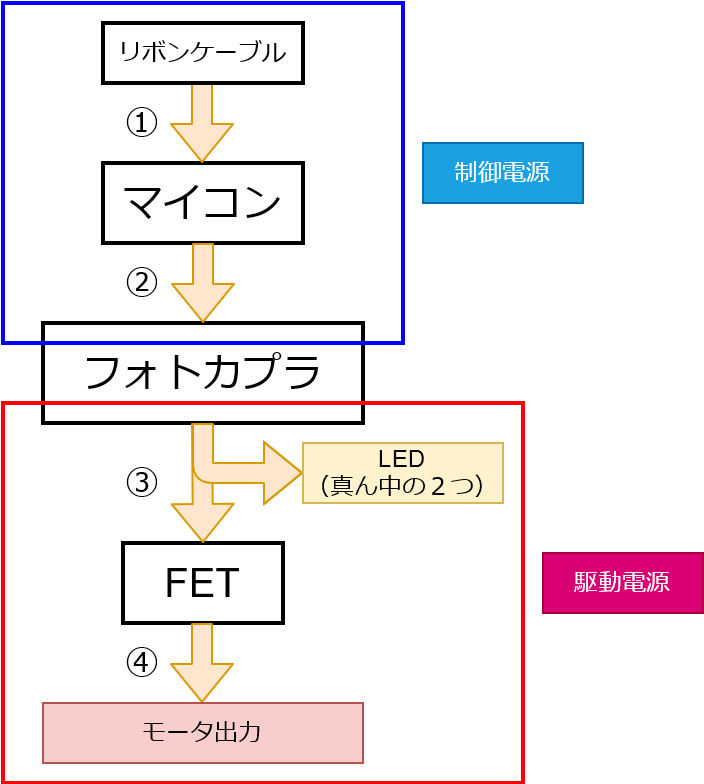 リボンケーブル
①
マイコン
制御電源
②
フォトカプラ
③
LED
（真ん中の２つ）
FET
駆動電源
④
モータ出力